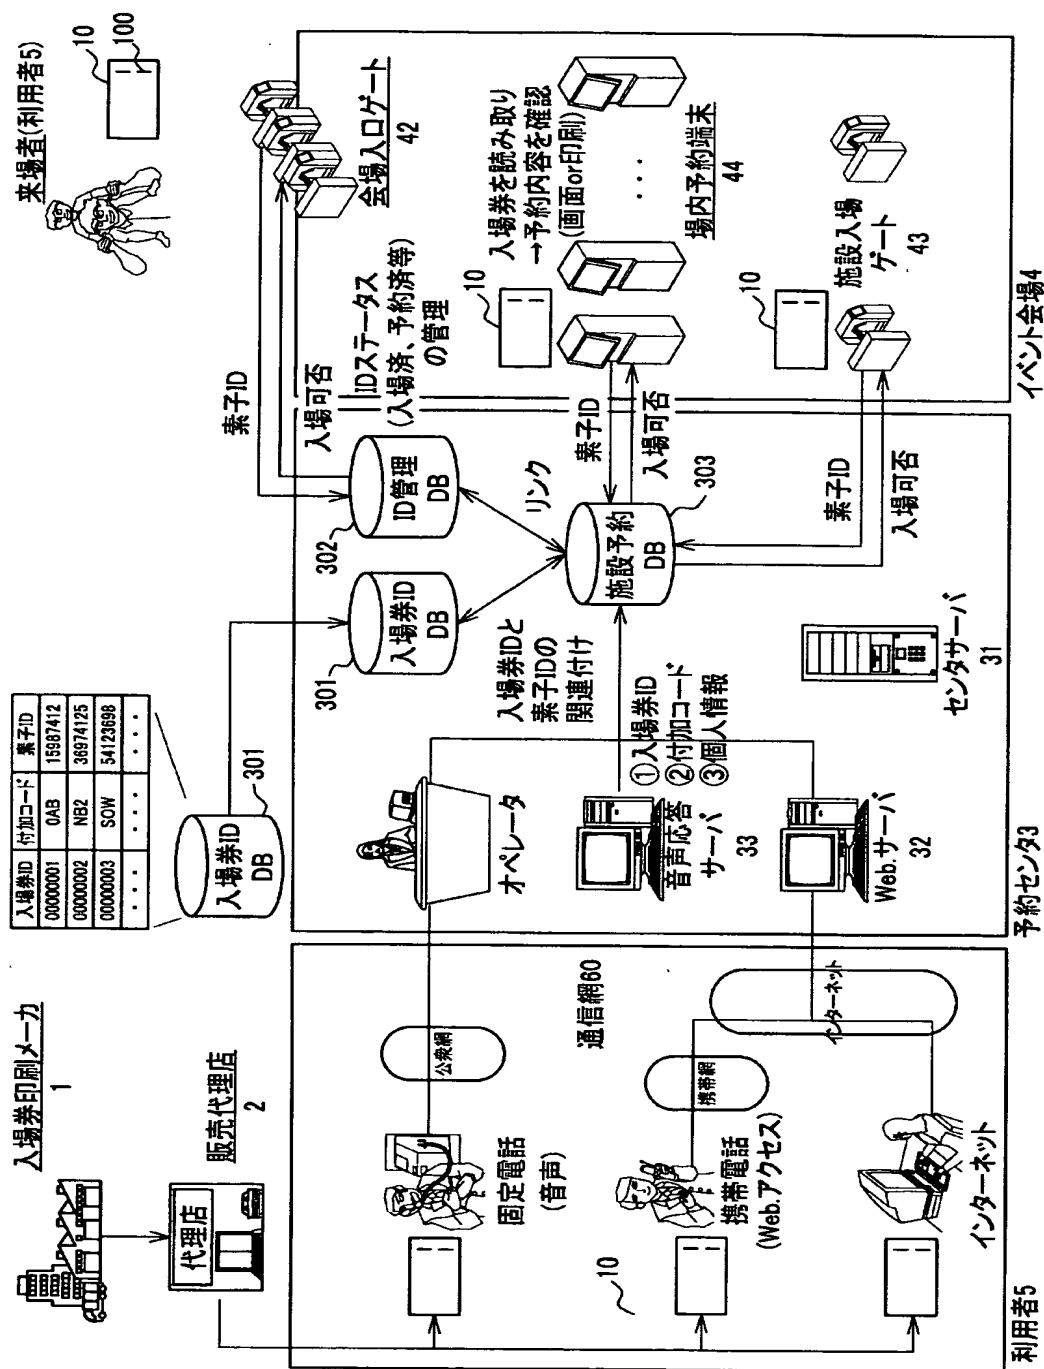 入場券印刷メーカ
1
販売代理店
2
代理店
入場券ID 付加コード 素子ID
00000001 0AB 15987412
00000002 NB2 36974125
00000003 SOW 54123698
・・・ ・・・ ・・・
入場券ID
DB
301
来場者(利用者5)
10
100
利用者5
固定電話
(音声)
公衆網
10
携帯電話
(Web.アクセス)
携帯網
通信網60
インターネット
インターネット
予約センタ3
オペレータ
音声応答
サーバ
33
Web.サーバ
32
①入場券ID
②付加コード
③個人情報
入場券IDと
素子IDの
関連付け
301
入場券ID
DB
302
ID管理
DB
リンク
施設予約
DB
303
センタサーバ
31
素子ID
入場可否
IDステータス
(入場済、予約済等)
の管理
素子ID
入場可否
素子ID
入場可否
イベント会場4
会場入口ゲート
42
10
入場券を読み取り
→予約内容を確認
(画面or印刷)
・・・
場内予約端末
44
10
施設入場
ゲート
43